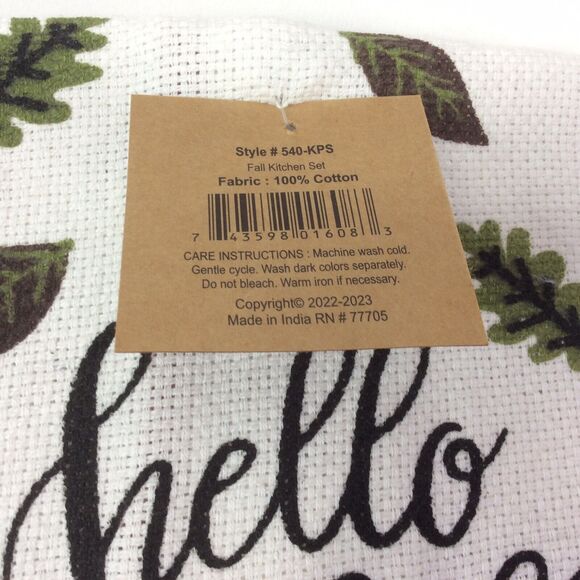 Style # 540-KPS
Fall Kitchen Set
Fabric : 100% Cotton
7 43598 01608 3
CARE INSTRUCTIONS : Machine wash cold.
Gentle cycle. Wash dark colors separately.
Do not bleach. Warm iron if necessary.
Copyright© 2022-2023
Made in India RN # 77705
hello